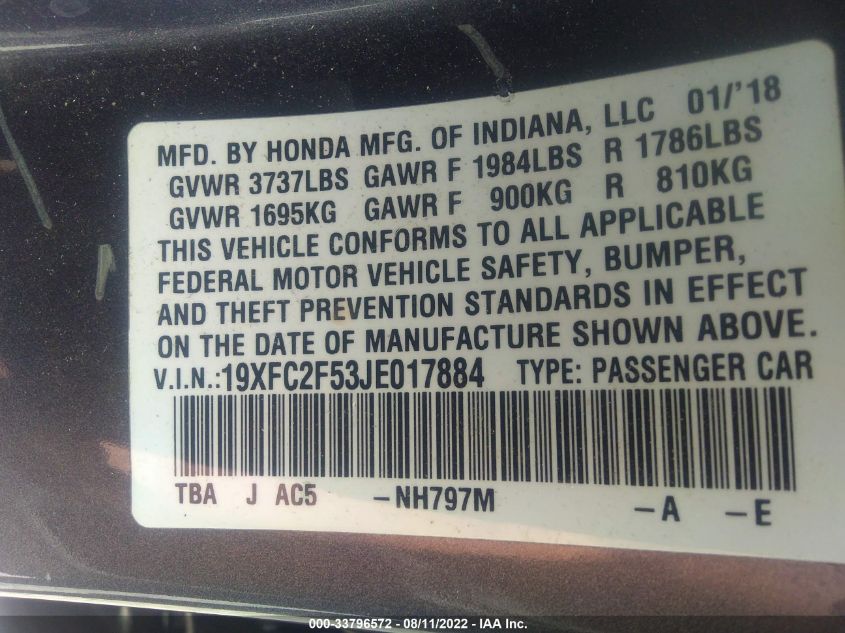 MFD. BY HONDA MFG. OF INDIANA, LLC 01/'18
GVWR 3737LBS GAWR F 1984LBS R 1786LBS
GVWR 1695KG GAWR F 900KG R 810KG
THIS VEHICLE CONFORMS TO ALL APPLICABLE
FEDERAL MOTOR VEHICLE SAFETY, BUMPER,
AND THEFT PREVENTION STANDARDS IN EFFECT
ON THE DATE OF MANUFACTURE SHOWN ABOVE.
V.I.N.:19XFC2F53JE017884 TYPE: PASSENGER CAR
TBA J AC5 –NH797M –A –E
000-33796572 - 08/11/2022 - IAA Inc.